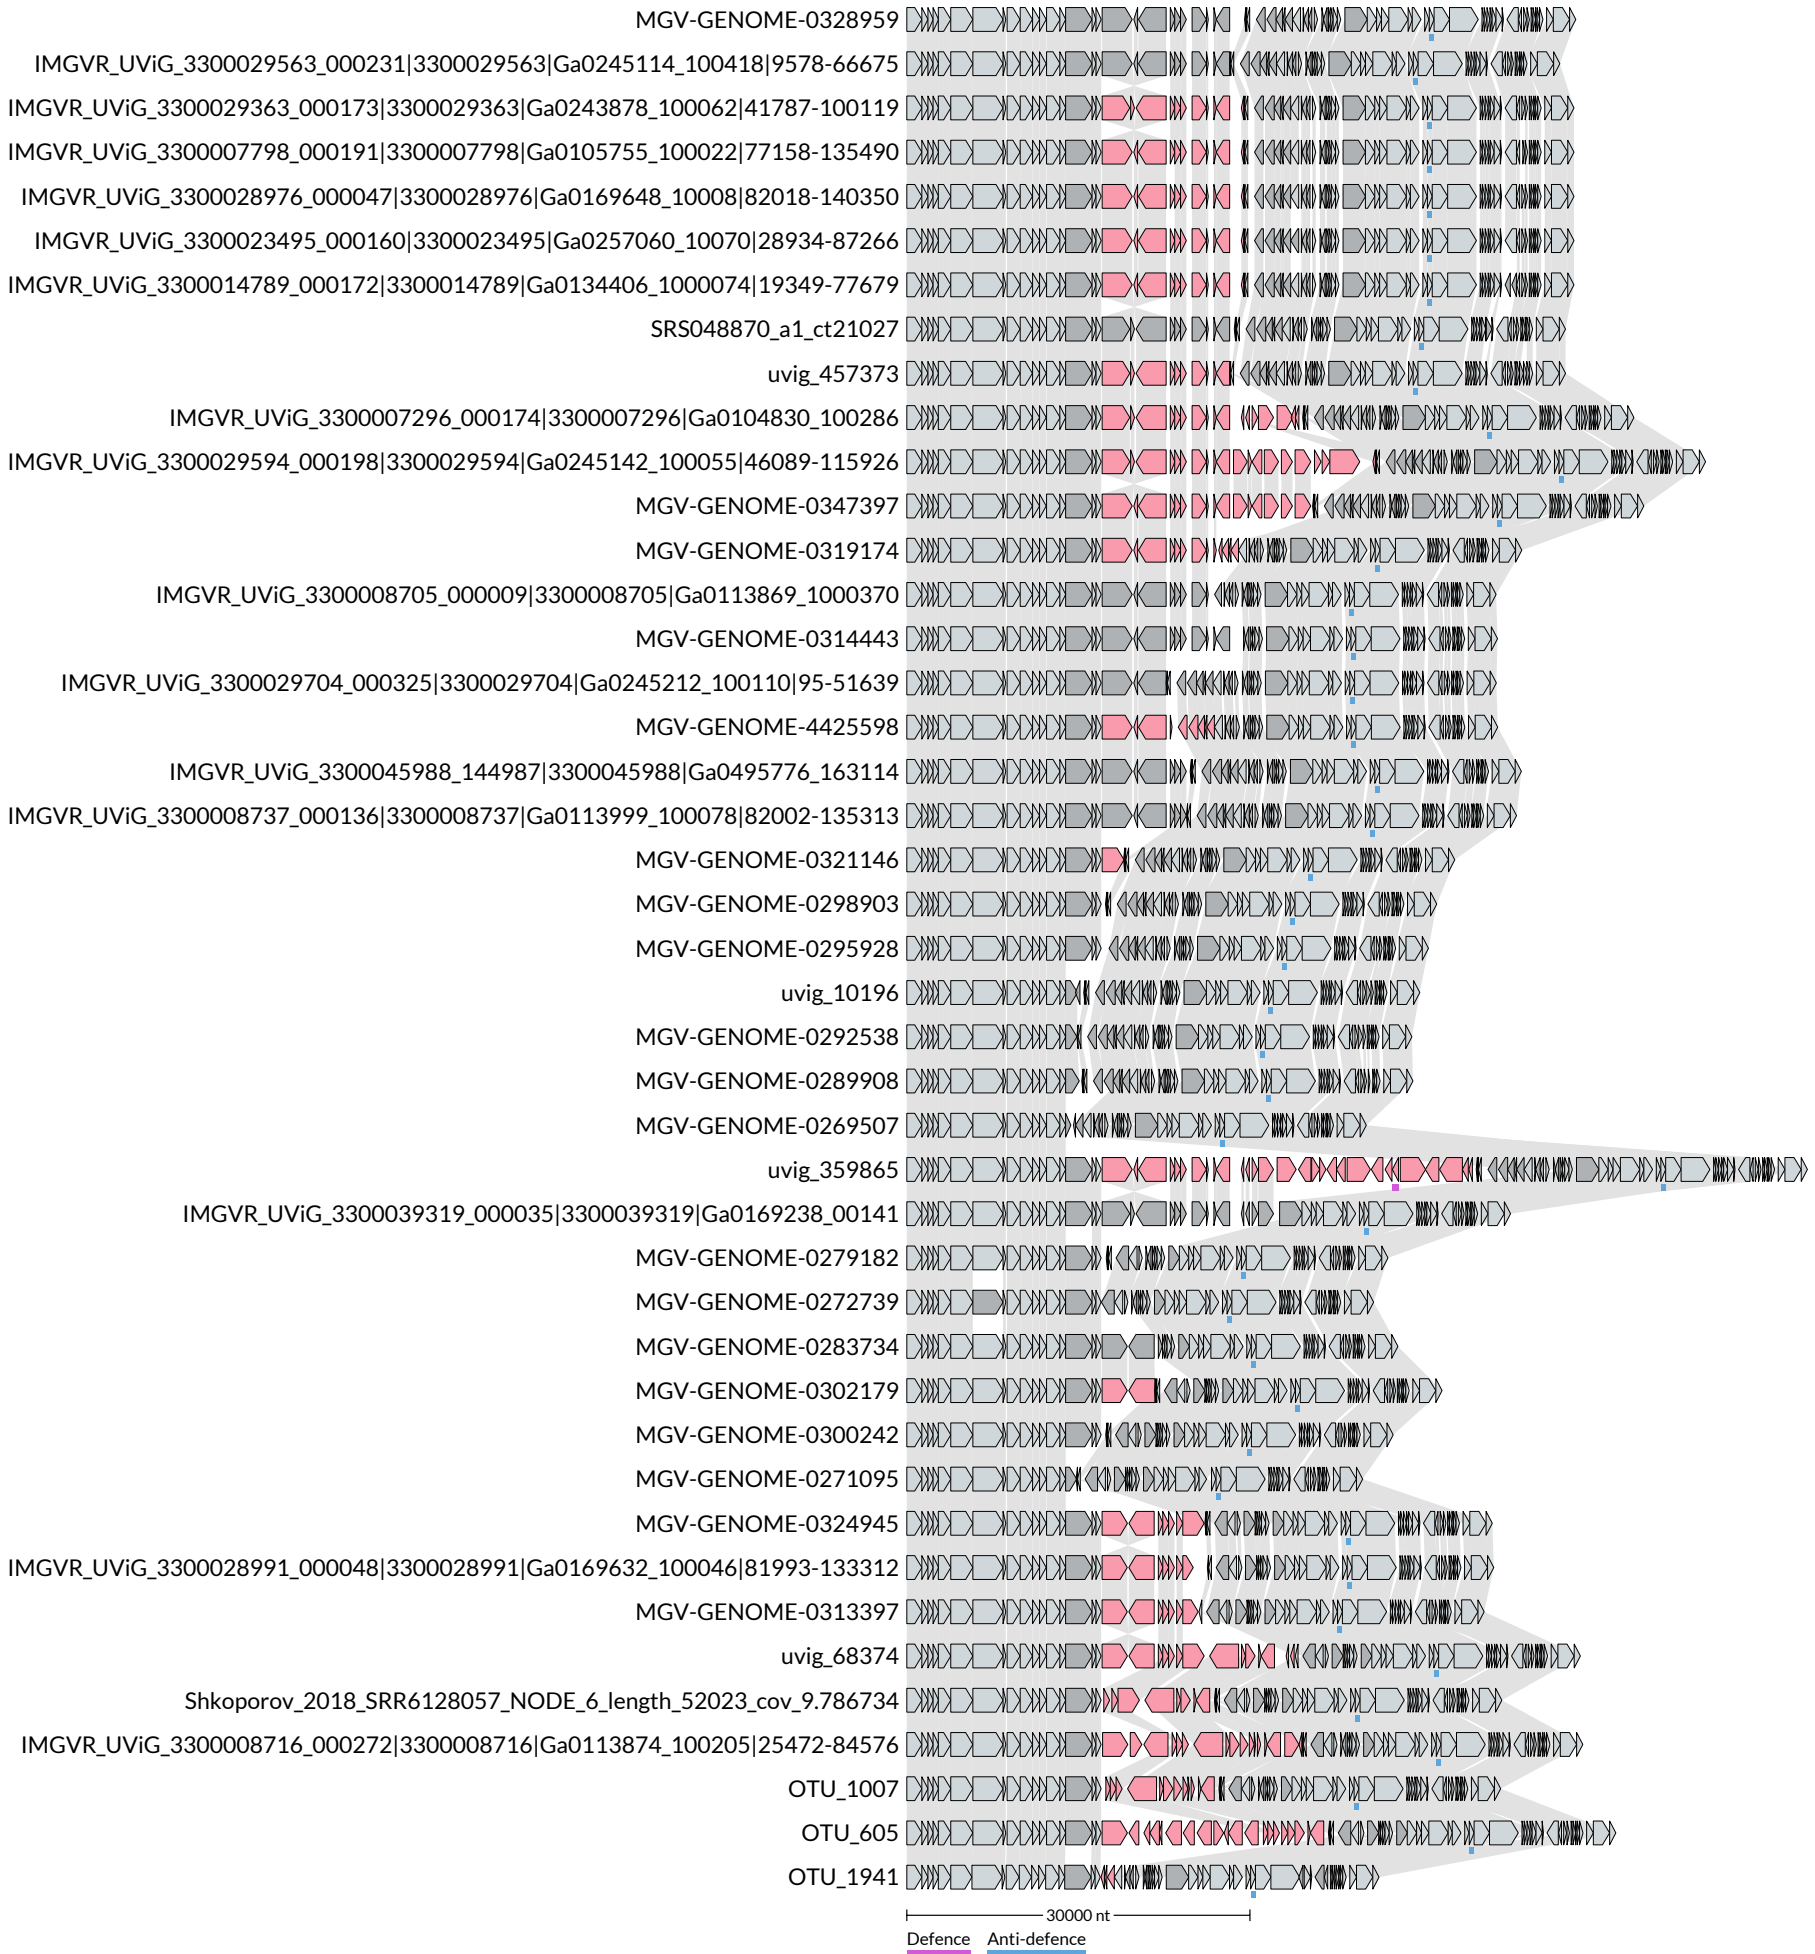 MGV-GENOME-0328959
IMGVR_UViG_3300029563_000231|3300029563|Ga0245114_100418|9578-66675
IMGVR_UViG_3300029363_000173|3300029363|Ga0243878_100062|41787-100119
IMGVR_UViG_3300007798_000191|3300007798|Ga0105755_100022|77158-135490
IMGVR_UViG_3300028976_000047|3300028976|Ga0169648_10008|82018-140350
IMGVR_UViG_3300023495_000160|3300023495|Ga0257060_10070|28934-87266
IMGVR_UViG_3300014789_000172|3300014789|Ga0134406_1000074|19349-77679
SRS048870_a1_ct21027
uvig_457373
IMGVR_UViG_3300007296_000174|3300007296|Ga0104830_100286
IMGVR_UViG_3300029594_000198|3300029594|Ga0245142_100055|46089-115926
MGV-GENOME-0347397
MGV-GENOME-0319174
IMGVR_UViG_3300008705_000009|3300008705|Ga0113869_1000370
MGV-GENOME-0314443
IMGVR_UViG_3300029704_000325|3300029704|Ga0245212_100110|95-51639
MGV-GENOME-4425598
IMGVR_UViG_3300045988_144987|3300045988|Ga0495776_163114
IMGVR_UViG_3300008737_000136|3300008737|Ga0113999_100078|82002-135313
MGV-GENOME-0321146
MGV-GENOME-0298903
MGV-GENOME-0295928
uvig_10196
MGV-GENOME-0292538
MGV-GENOME-0289908
MGV-GENOME-0269507
uvig_359865
IMGVR_UViG_3300039319_000035|3300039319|Ga0169238_00141
MGV-GENOME-0279182
MGV-GENOME-0272739
MGV-GENOME-0283734
MGV-GENOME-0302179
MGV-GENOME-0300242
MGV-GENOME-0271095
MGV-GENOME-0324945
IMGVR_UViG_3300028991_000048|3300028991|Ga0169632_100046|81993-133312
MGV-GENOME-0313397
uvig_68374
Shkoporov_2018_SRR6128057_NODE_6_length_52023_cov_9.786734
IMGVR_UViG_3300008716_000272|3300008716|Ga0113874_100205|25472-84576
OTU_1007
OTU_605
OTU_1941
30000 nt
Defence Anti-defence